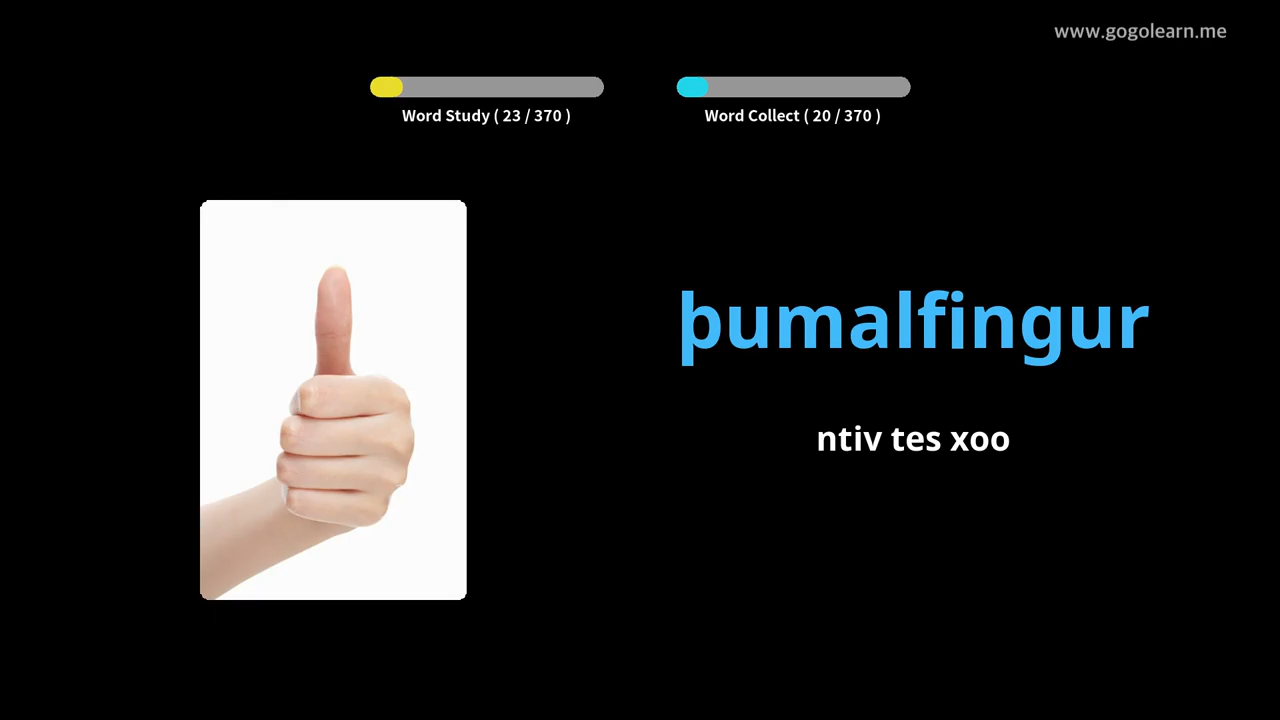 www.gogolearn.me
Word Study ( 23 / 370 )
Word Collect ( 20 / 370 )
þumalfingur
ntiv tes xoo